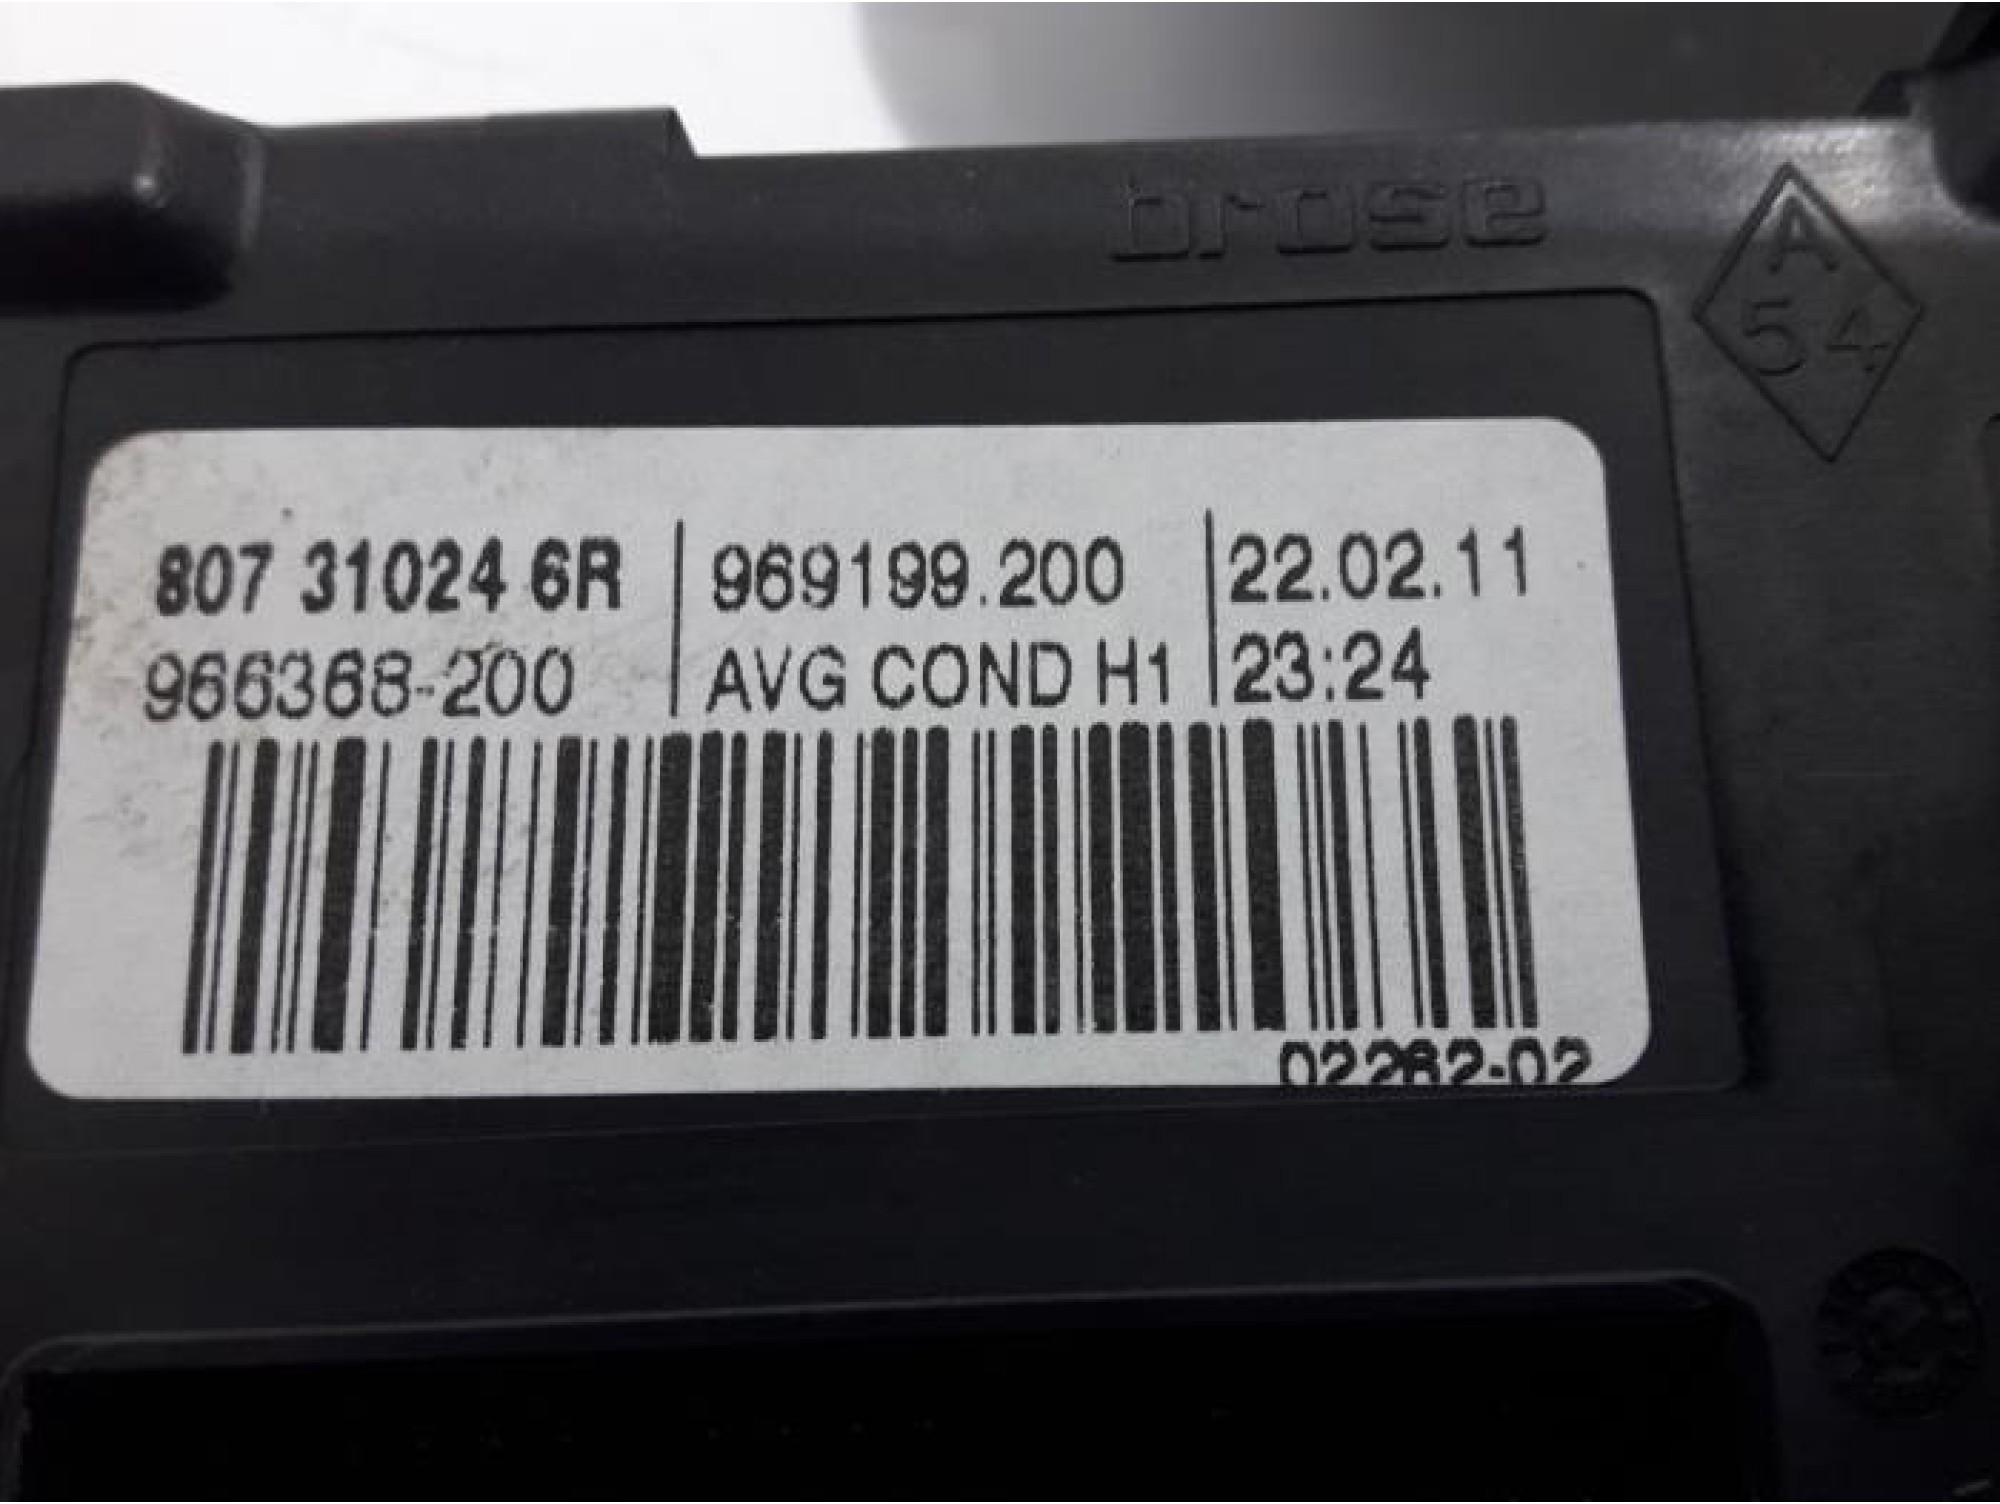 brose
A
54
807 31024 6R 969199.200 22.02.11
966368-200 AVG COND H1 23:24
02262-02